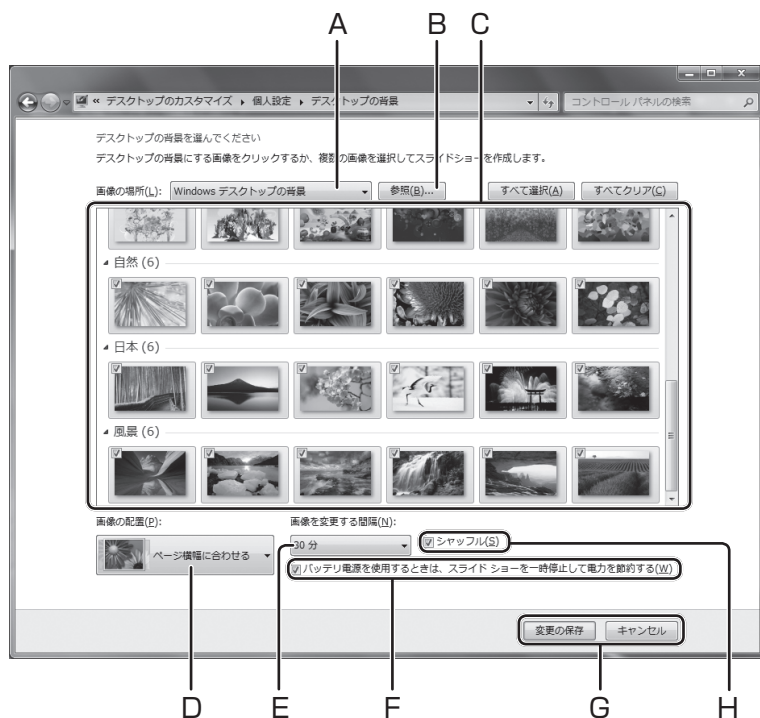 A B C
« デスクトップのカスタマイズ ▸ 個人設定 ▸ デスクトップの背景 コントロール パネルの検索
デスクトップの背景を選んでください
デスクトップの背景にする画像をクリックするか、複数の画像を選択してスライドショーを作成します。
画像の場所(L): Windows デスクトップの背景 参照(B)... すべて選択(A) すべてクリア(C)
自然 (6)
日本 (6)
風景 (6)
画像の配置(P): 画像を変更する間隔(N):
ページ横幅に合わせる 30 分 シャッフル(S)
バッテリ電源を使用するときは、スライド ショーを一時停止して電力を節約する(W)
変更の保存 キャンセル
D E F G H